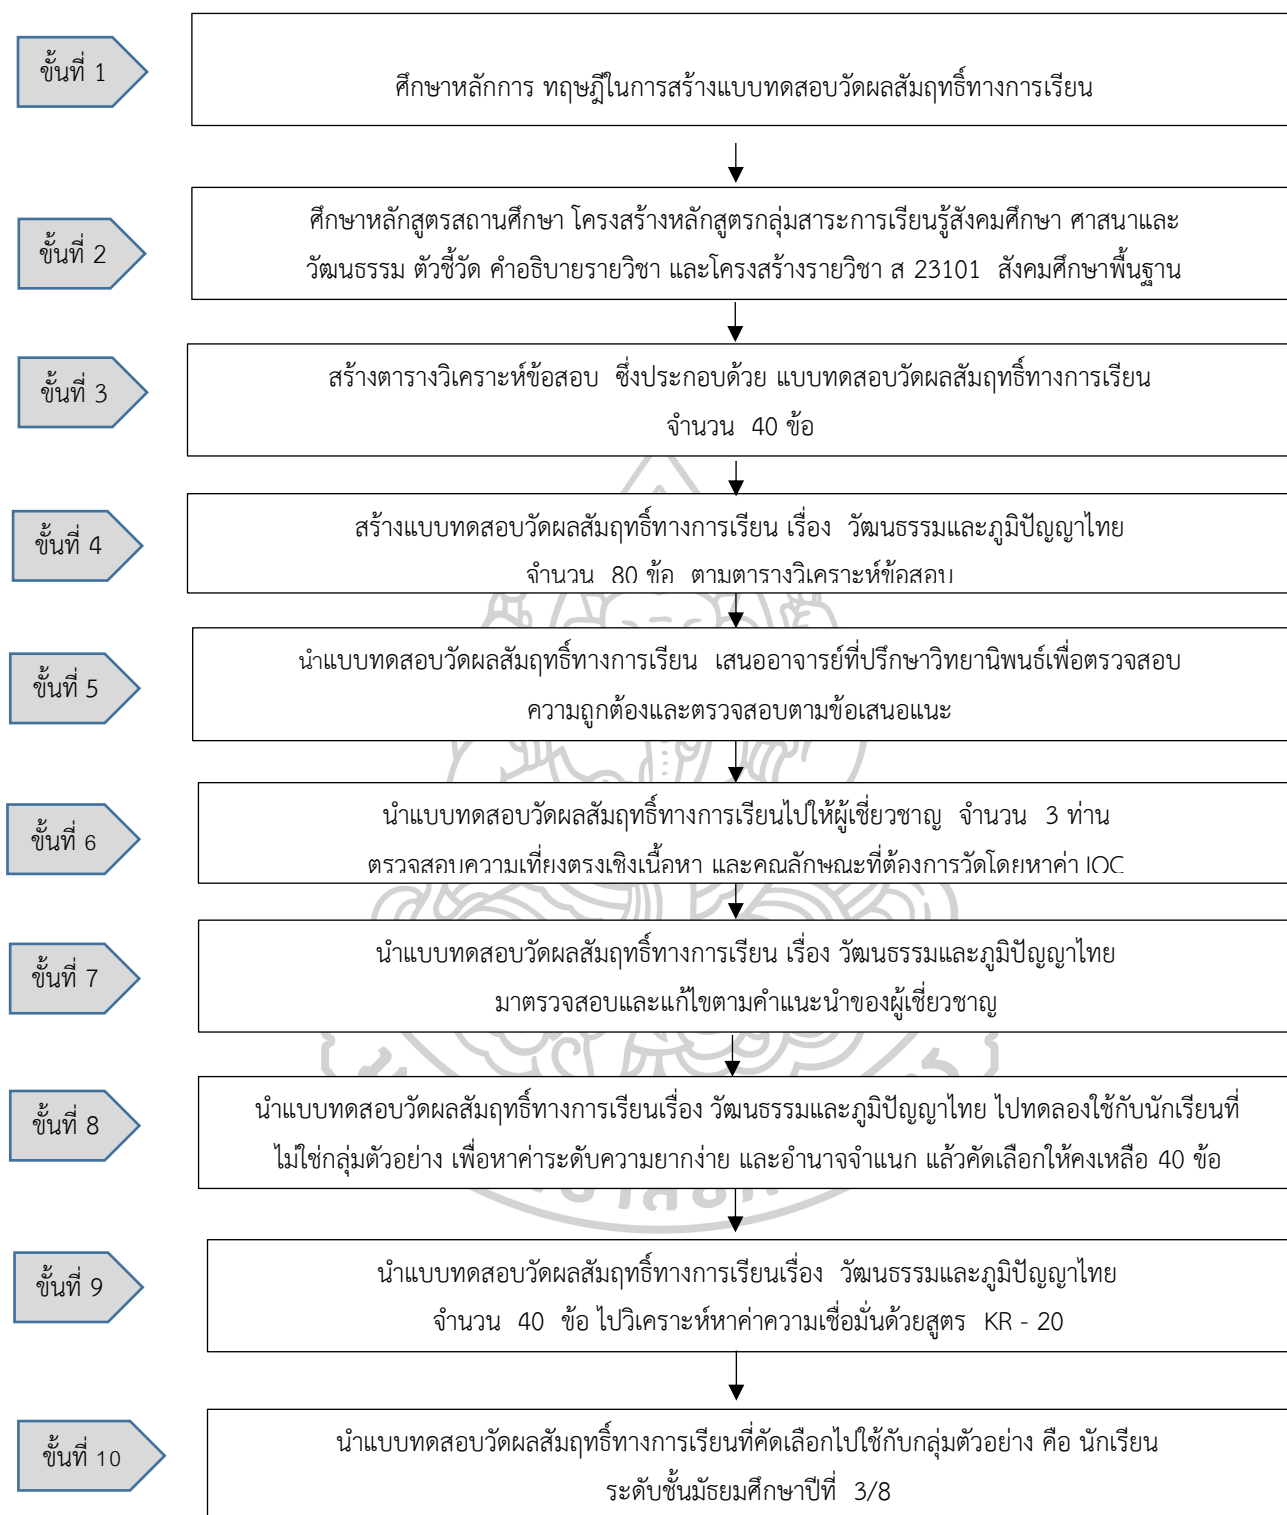 ขั้นที่ 1
ศึกษาหลักการ ทฤษฎีในการสร้างแบบทดสอบวัดผลสัมฤทธิ์ทางการเรียน
ขั้นที่ 2
ศึกษาหลักสูตรสถานศึกษา โครงสร้างหลักสูตรกลุ่มสาระการเรียนรู้สังคมศึกษา ศาสนาและ
วัฒนธรรม ตัวชี้วัด คำอธิบายรายวิชา และโครงสร้างรายวิชา ส 23101 สังคมศึกษาพื้นฐาน
ขั้นที่ 3
สร้างตารางวิเคราะห์ข้อสอบ ซึ่งประกอบด้วย แบบทดสอบวัดผลสัมฤทธิ์ทางการเรียน
จำนวน 40 ข้อ
ขั้นที่ 4
สร้างแบบทดสอบวัดผลสัมฤทธิ์ทางการเรียน เรื่อง วัฒนธรรมและภูมิปัญญาไทย
จำนวน 80 ข้อ ตามตารางวิเคราะห์ข้อสอบ
ขั้นที่ 5
นำแบบทดสอบวัดผลสัมฤทธิ์ทางการเรียน เสนออาจารย์ที่ปรึกษาวิทยานิพนธ์เพื่อตรวจสอบ
ความถูกต้องและตรวจสอบตามข้อเสนอแนะ
ขั้นที่ 6
นำแบบทดสอบวัดผลสัมฤทธิ์ทางการเรียนไปให้ผู้เชี่ยวชาญ จำนวน 3 ท่าน
ตรวจสอบความเที่ยงตรงเชิงเนื้อหา และคุณลักษณะที่ต้องการวัดโดยหาค่า IOC
ขั้นที่ 7
นำแบบทดสอบวัดผลสัมฤทธิ์ทางการเรียน เรื่อง วัฒนธรรมและภูมิปัญญาไทย
มาตรวจสอบและแก้ไขตามคำแนะนำของผู้เชี่ยวชาญ
ขั้นที่ 8
นำแบบทดสอบวัดผลสัมฤทธิ์ทางการเรียนเรื่อง วัฒนธรรมและภูมิปัญญาไทย ไปทดลองใช้กับนักเรียนที่
ไม่ใช่กลุ่มตัวอย่าง เพื่อหาค่าระดับความยากง่าย และอำนาจจำแนก แล้วคัดเลือกให้คงเหลือ 40 ข้อ
ขั้นที่ 9
นำแบบทดสอบวัดผลสัมฤทธิ์ทางการเรียนเรื่อง วัฒนธรรมและภูมิปัญญาไทย
จำนวน 40 ข้อ ไปวิเคราะห์หาค่าความเชื่อมั่นด้วยสูตร KR - 20
ขั้นที่ 10
นำแบบทดสอบวัดผลสัมฤทธิ์ทางการเรียนที่คัดเลือกไปใช้กับกลุ่มตัวอย่าง คือ นักเรียน
ระดับชั้นมัธยมศึกษาปีที่ 3/8